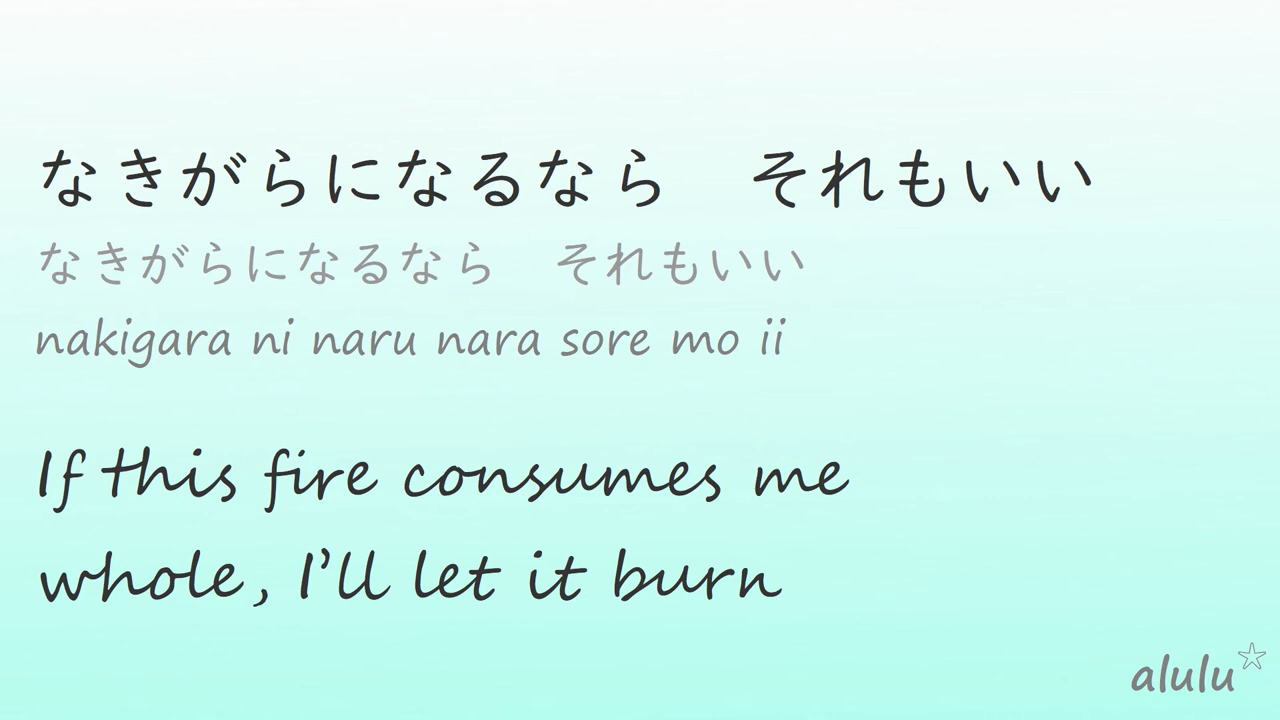 なきがらになるなら　それもいい
なきがらになるなら　それもいい
nakigara ni naru nara sore mo ii
If this fire consumes me
whole, I’ll let it burn
alulu☆